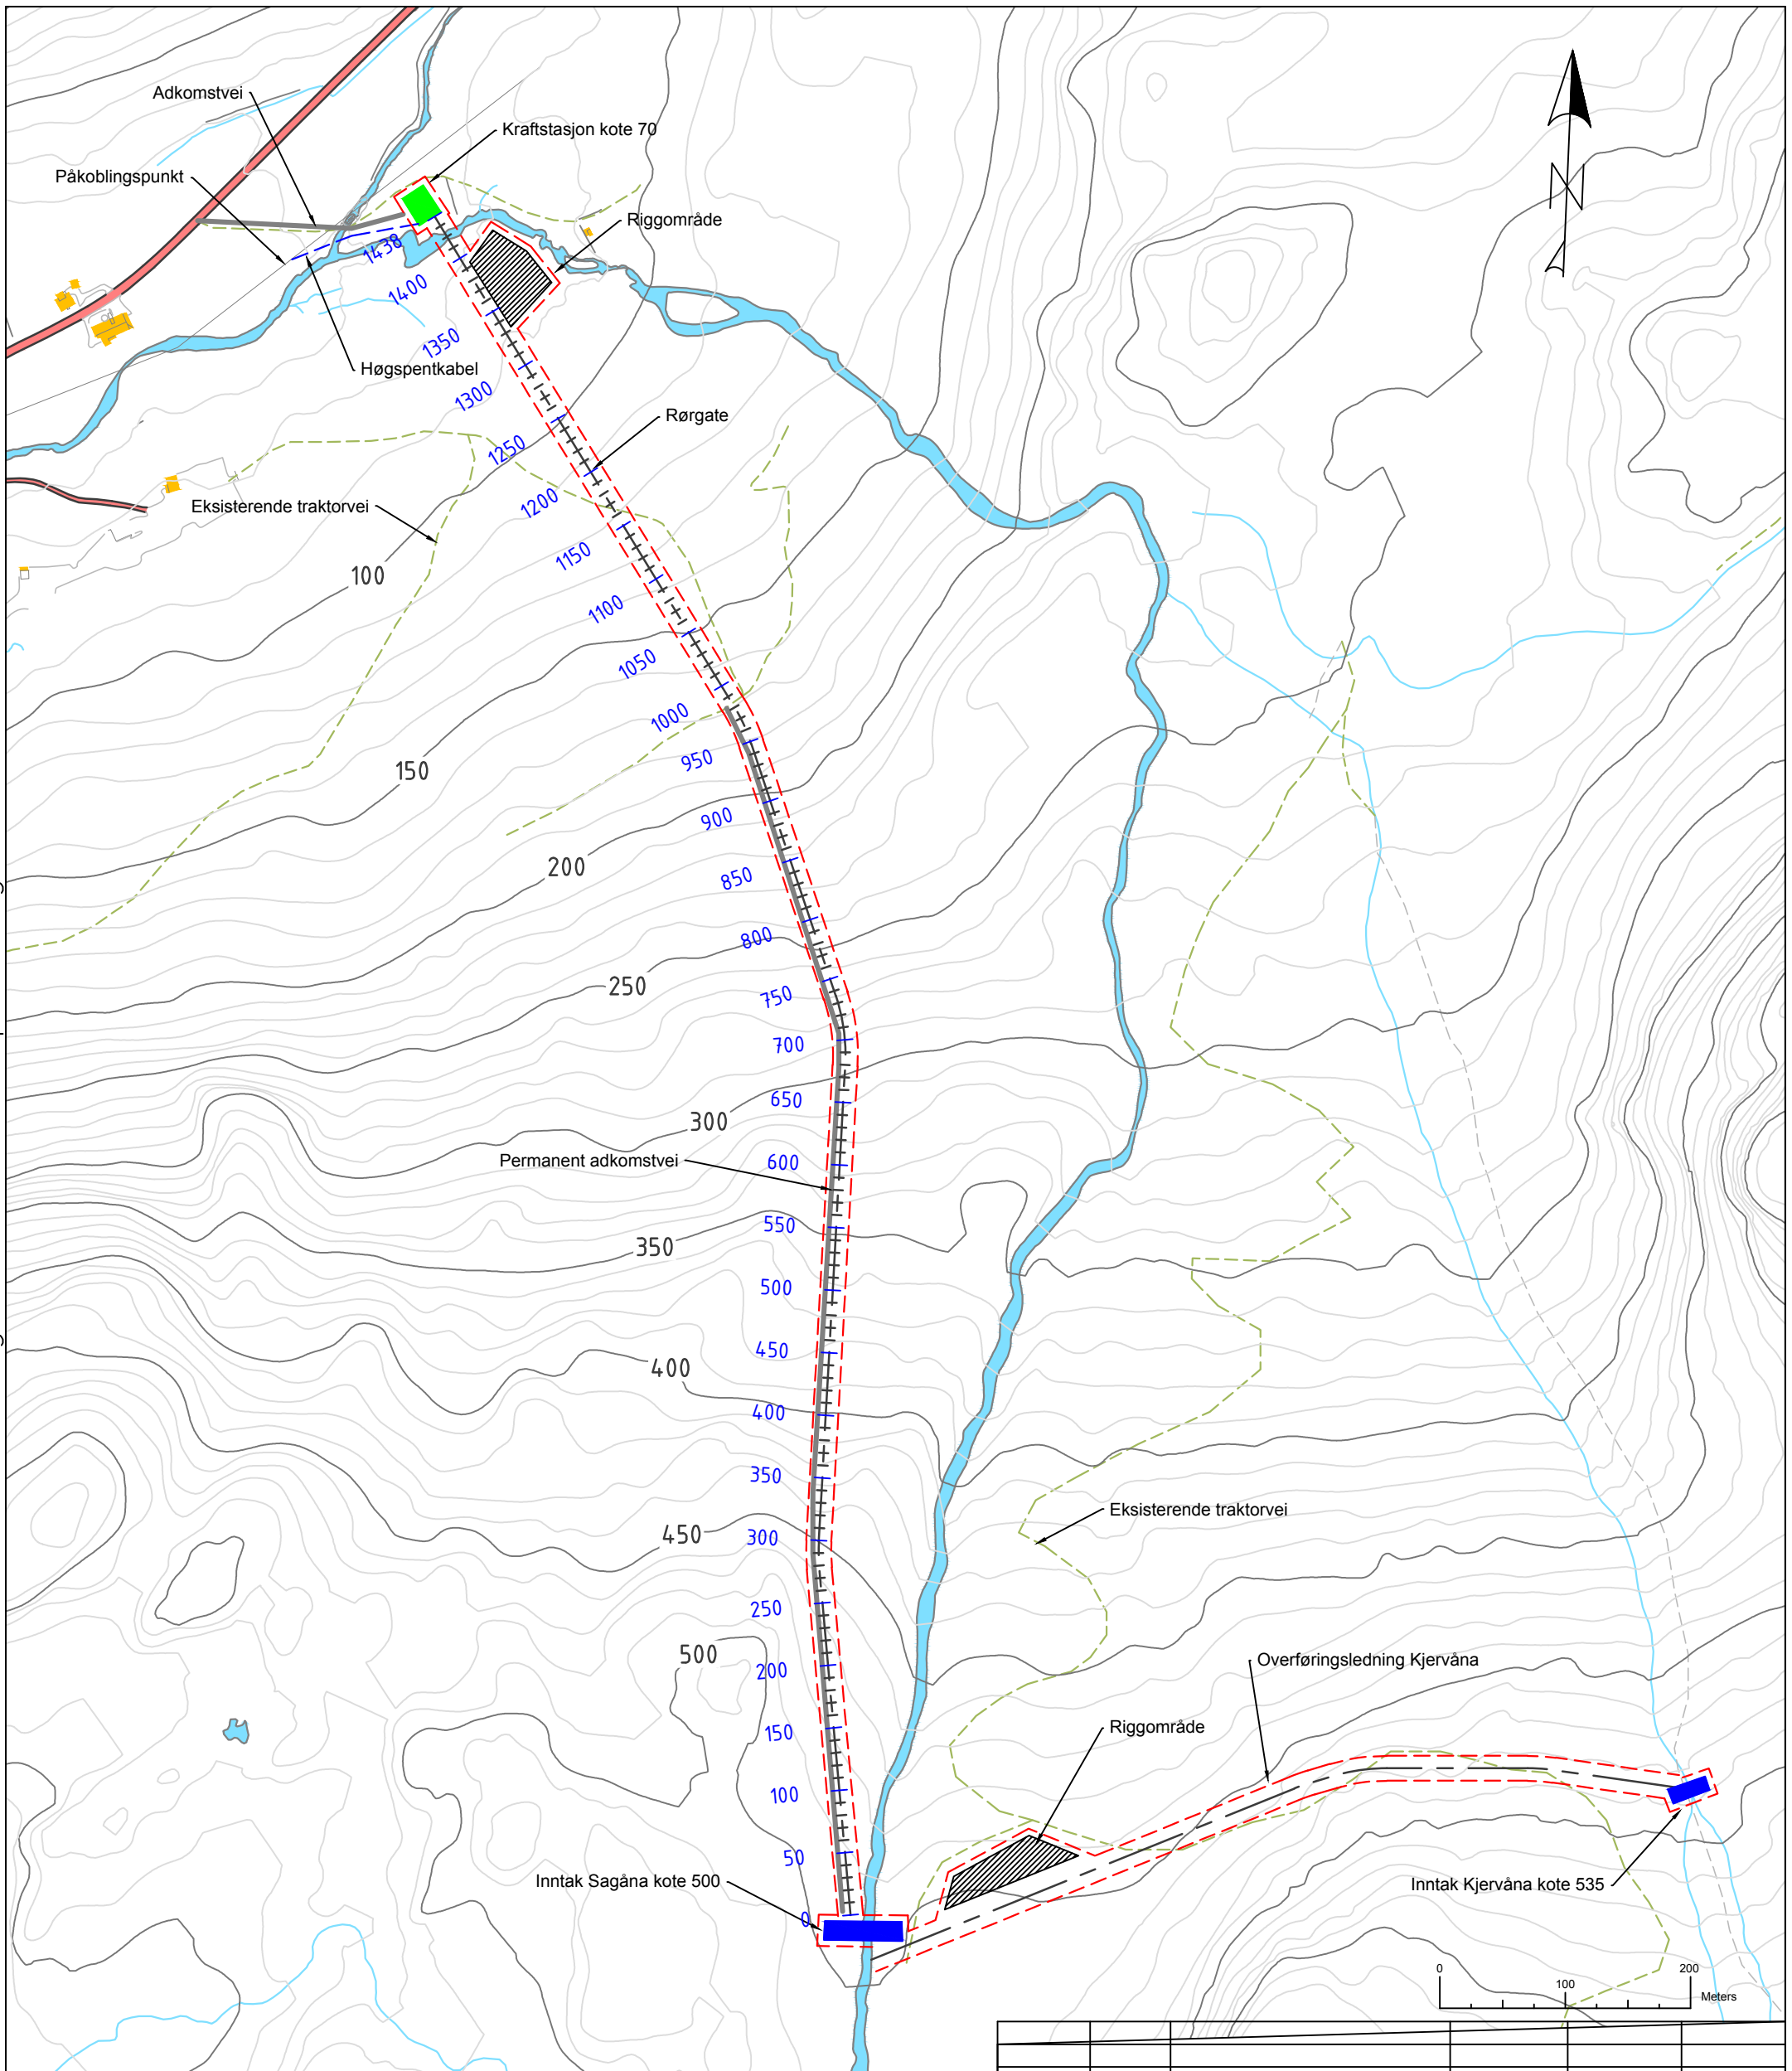 Adkomstvei
Kraftstasjon kote 70
Påkoblingspunkt
Riggområde
N
1438
1400
1350
Høgspentkabel
1300
Rørgate
1250
1200
Eksisterende traktorvei
1150
100
1100
1050
1000
950
150
900
200
850
800
250
750
700
650
300
Permanent adkomstvei
600
550
350
500
450
400
400
350
Eksisterende traktorvei
450
300
250
500
Overføringsledning Kjervåna
200
Riggområde
150
100
50
Inntak Sagåna kote 500
Inntak Kjervåna kote 535
0
0
100
200
Meters